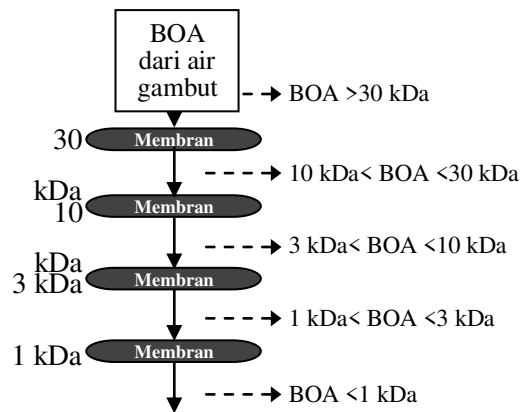 BOA
dari air
gambut
BOA >30 kDa
30
Membran
10 kDa< BOA <30 kDa
kDa
10
Membran
3 kDa< BOA <10 kDa
kDa
3 kDa
Membran
1 kDa< BOA <3 kDa
1 kDa
Membran
BOA <1 kDa